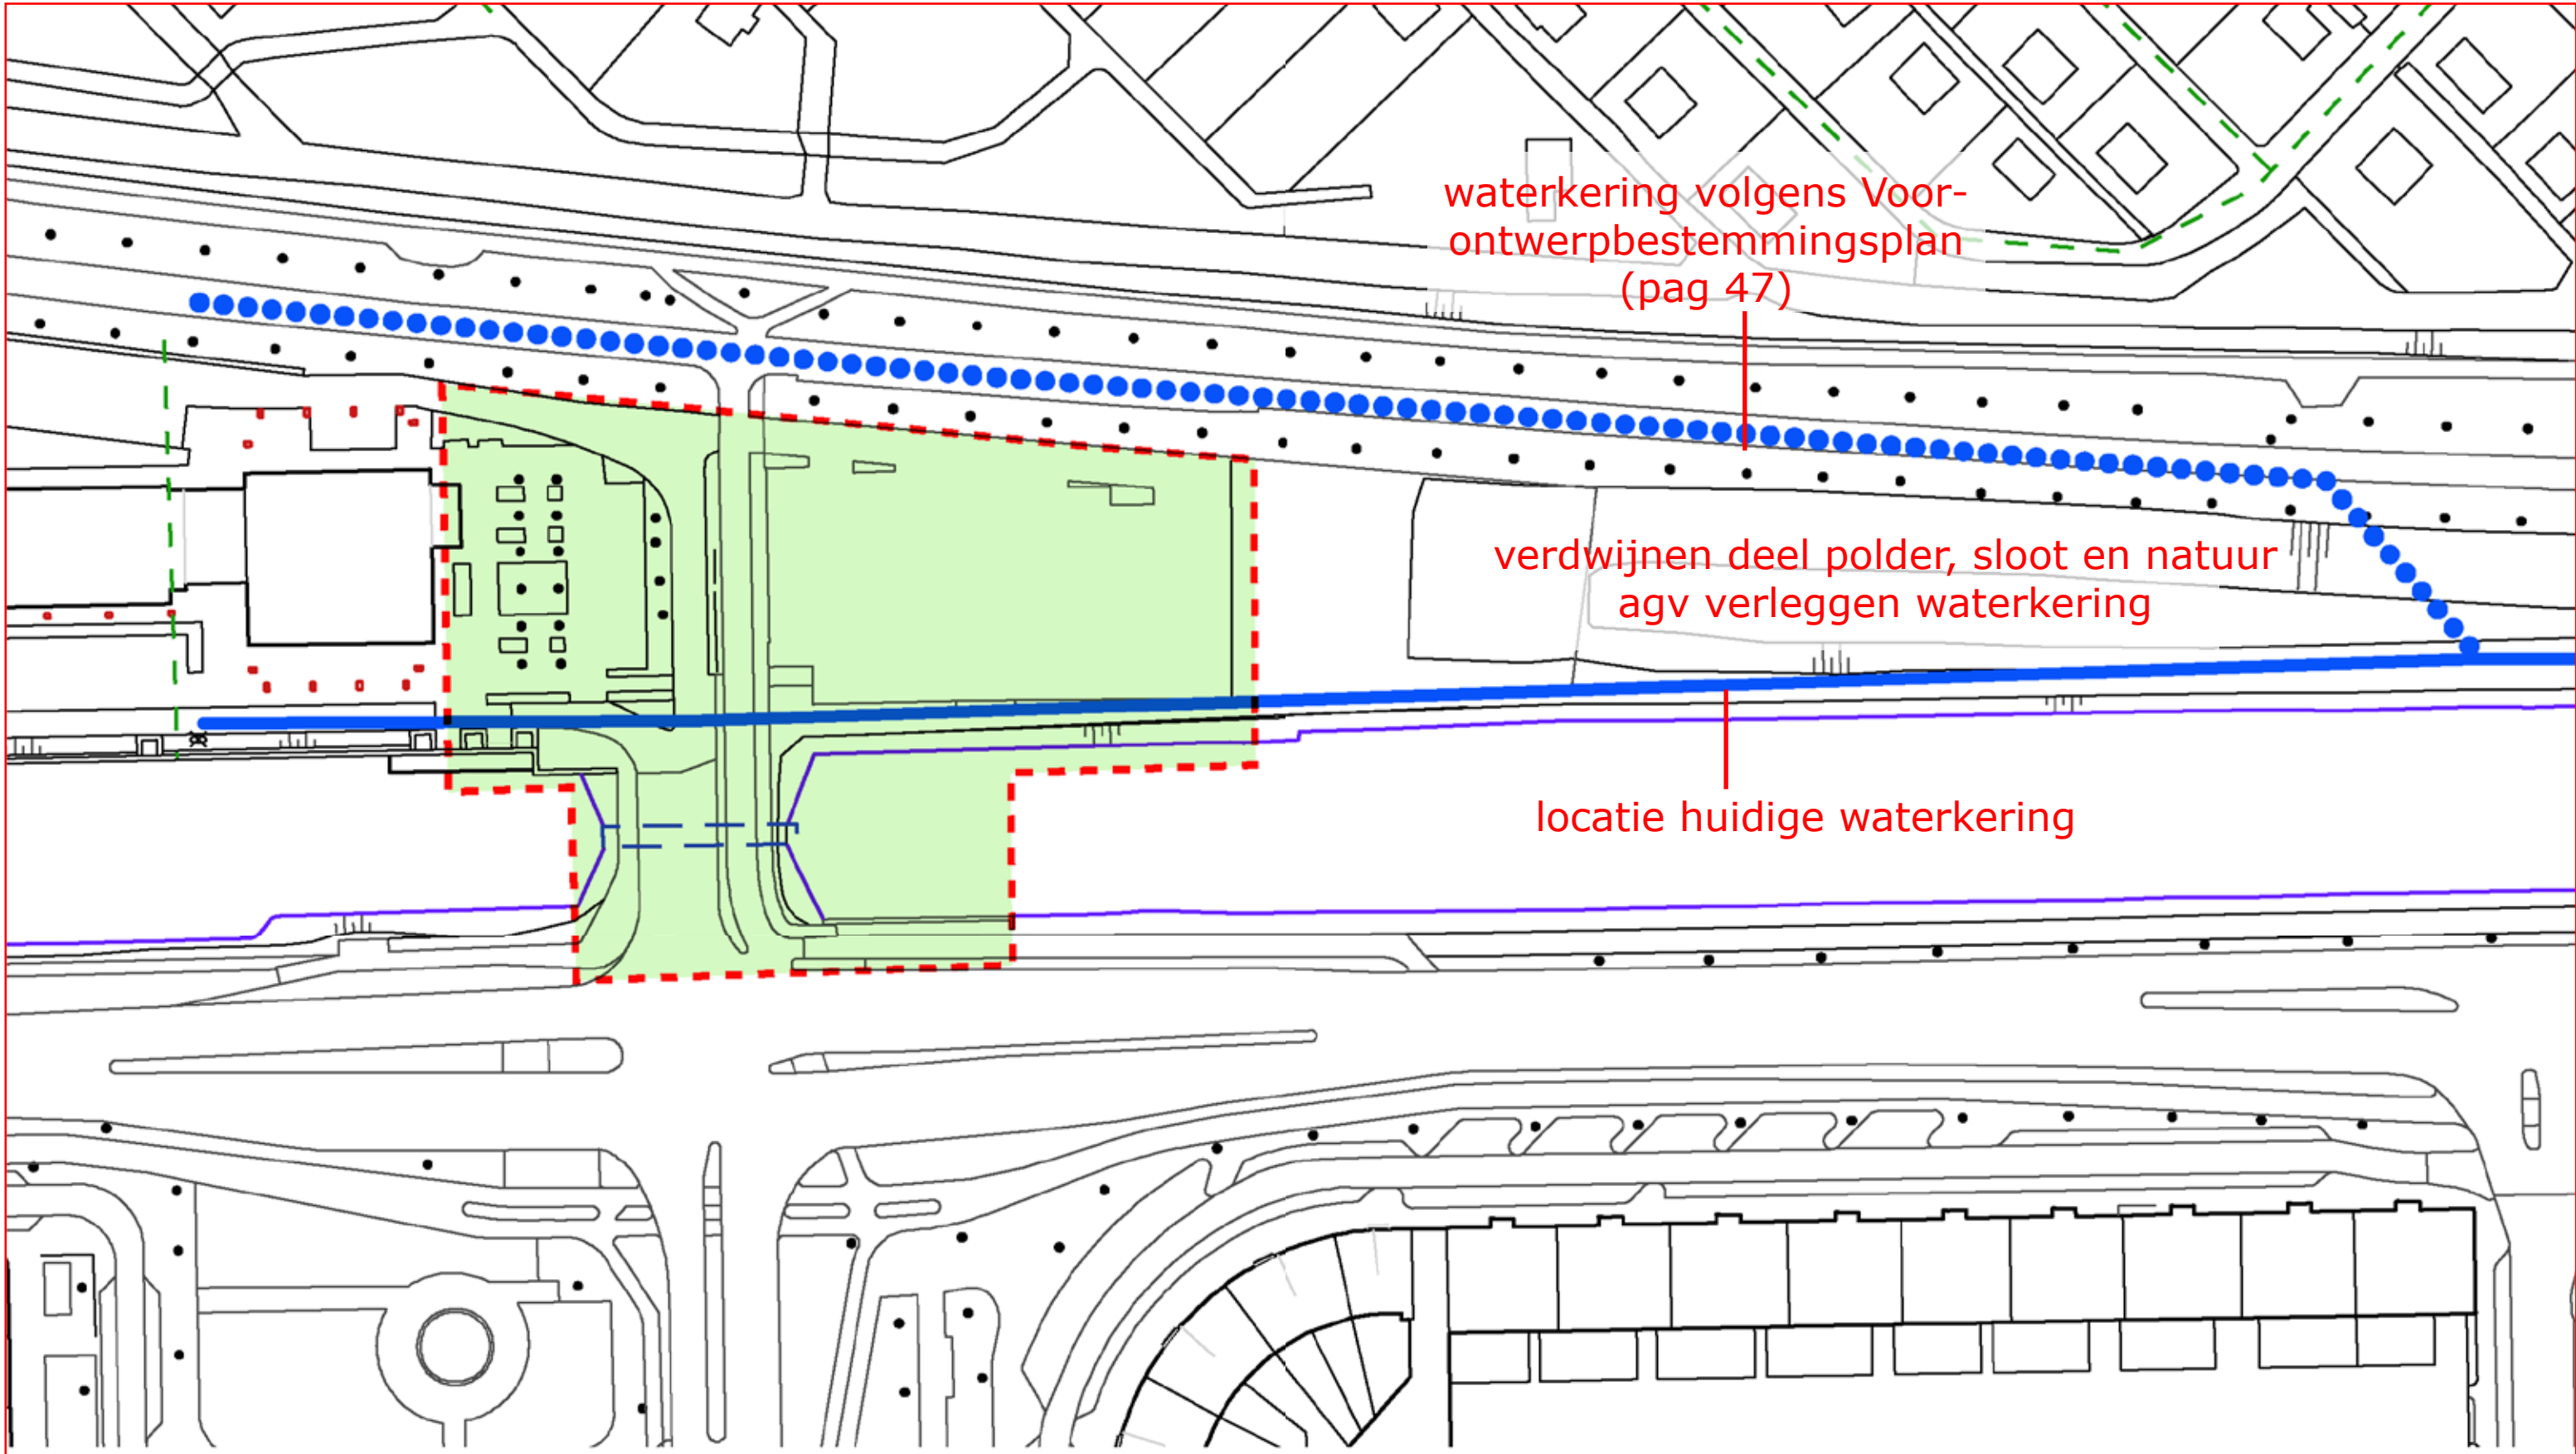 waterkering volgens Voor-
ontwerpbestemmingsplan
(pag 47)
verdwijnen deel polder, sloot en natuur
agv verleggen waterkering
locatie huidige waterkering